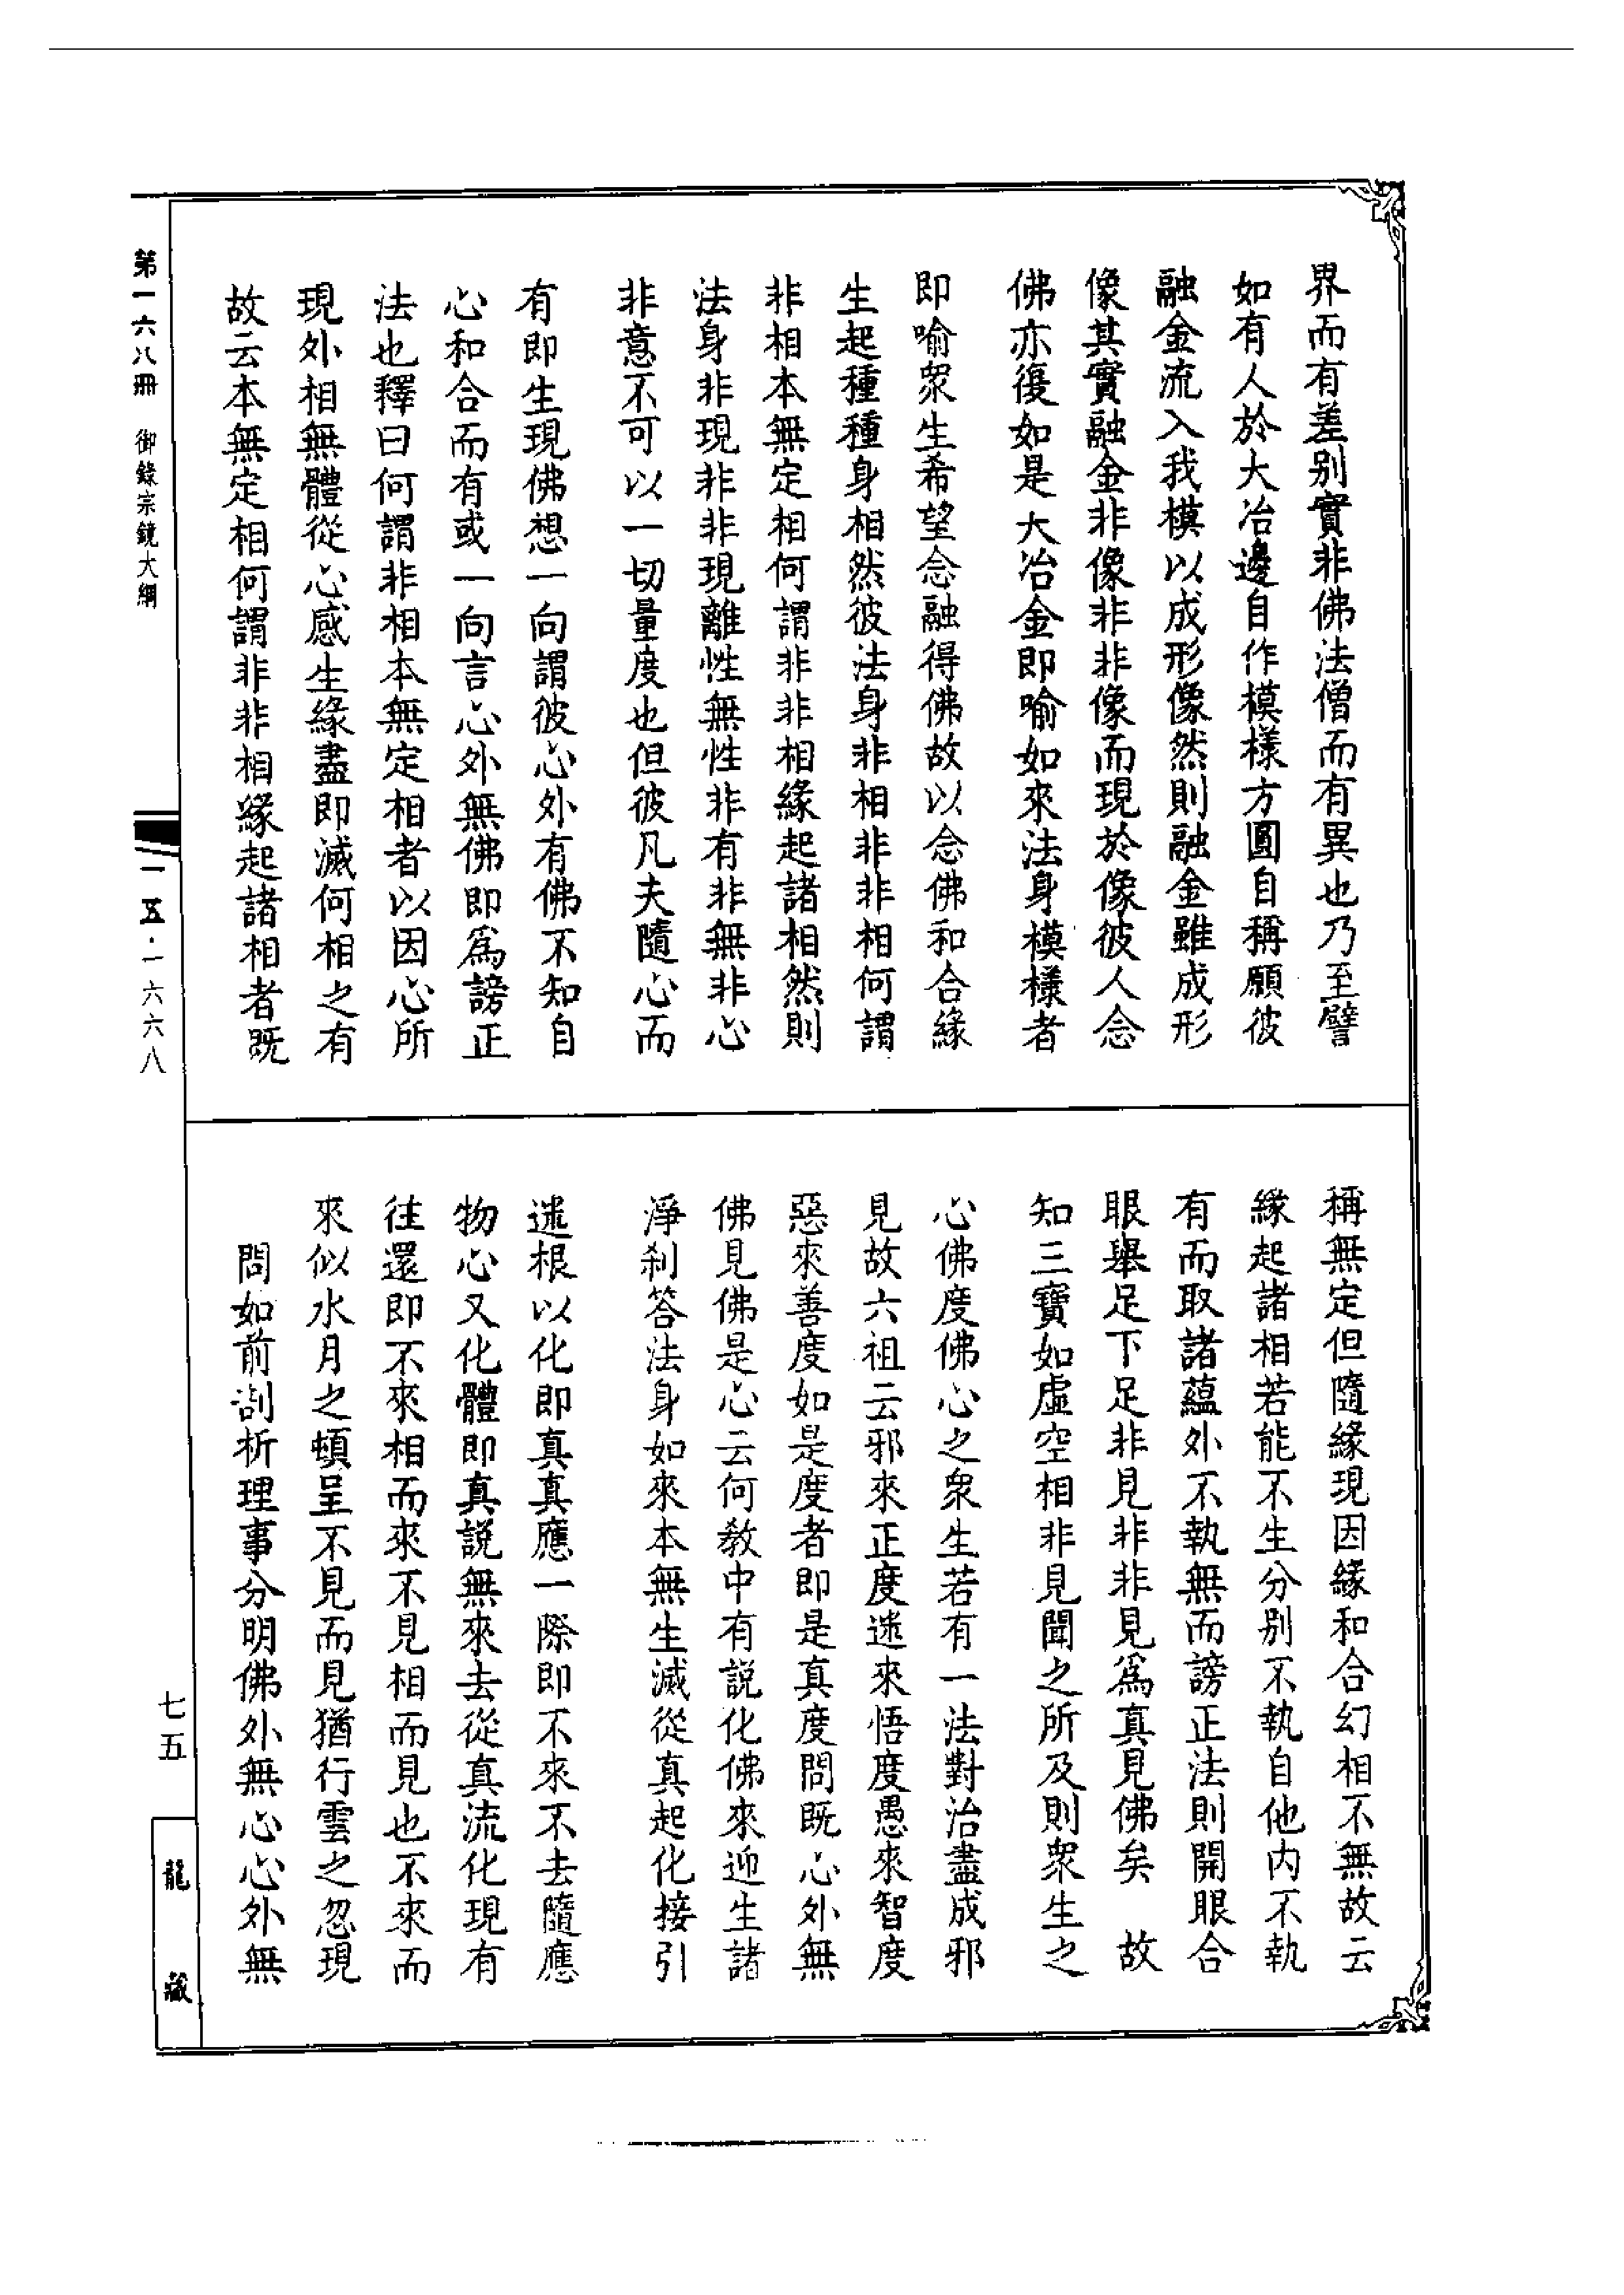 界而有差别實非佛法僧而有異也乃至譬
如有人於大冶邊自作模樣方圓自稱願彼
融金流入我模以成形像然則融金雖成形
像其實融金非像非非像而現於像彼人念
佛亦復如是大冶金即喻如來法身模樣者
即喻衆生希望念融得佛故以念佛和合緣
生起種種身相然彼法身非相非非相何謂
非相本無定相何謂非非相緣起諸相然則
法身非現非非現離性無性非有非無非心
非意不可以一切量度也但彼凡夫隨心而
有即生現佛想一向謂彼心外有佛不知自
心和合而有或一向言心外無佛即爲謗正
法也釋曰何謂非相本無定相者以因心所
現外相無體從心感生緣盡即滅何相之有
故云本無定相何謂非非相緣起諸相者既
稱無定但隨緣現因緣和合幻相不無故云
緣起諸相若能不生分别不執自他内不執
有而取諸蘊外不執無而謗正法則開眼合
眼舉足下足非見非非見爲真見佛矣　故
知三寶如虛空相非見聞之所及則衆生之
心佛度佛心之衆生若有一法對治盡成邪
見故六祖云邪來正度迷來悟度愚來智度
惡來善度如是度者即是真度問既心外無
佛見佛是心云何教中有説化佛來迎生諸
淨刹答法身如來本無生滅從真起化接引
迷根以化即真真應一際即不來不去隨應
物心又化體即真説無來去從真流化現有
往還即不來相而來不見相而見也不來而
來似水月之頓呈不見而見猶行雲之忽現
問如前剖析理事分明佛外無心心外無
第一六八冊　御錄宗鏡大綱
一五·一六六八
七五
龍藏